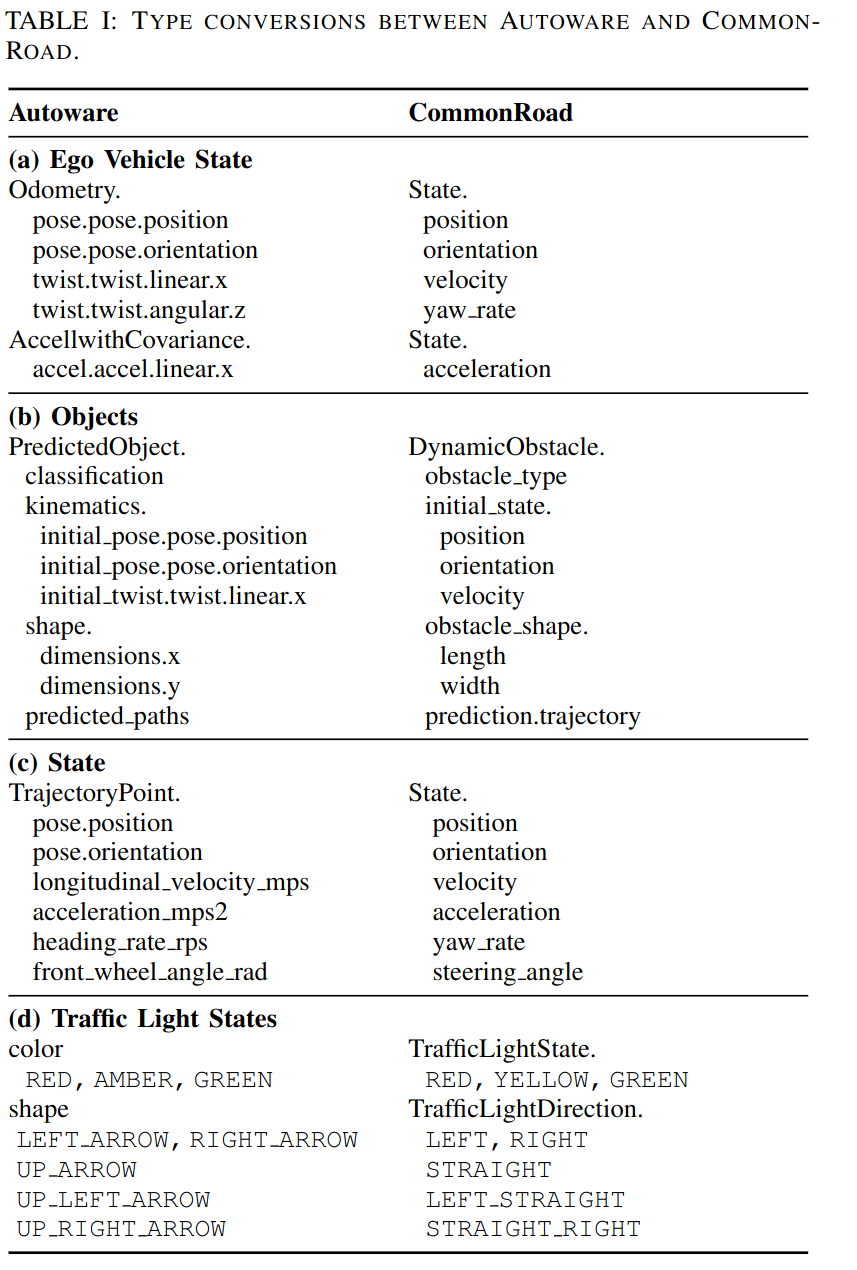 TABLE I: TYPE CONVERSIONS BETWEEN AUTOWARE AND COMMON-
ROAD.
Autoware CommonRoad
(a) Ego Vehicle State
Odometry. State.
pose.pose.position position
pose.pose.orientation orientation
twist.twist.linear.x velocity
twist.twist.angular.z yaw_rate
AccellwithCovariance. State.
accel.accel.linear.x acceleration
(b) Objects
PredictedObject. DynamicObstacle.
classification obstacle_type
kinematics. initial_state.
initial_pose.pose.position position
initial_pose.pose.orientation orientation
initial_twist.twist.linear.x velocity
shape. obstacle_shape.
dimensions.x length
dimensions.y width
predicted_paths prediction.trajectory
(c) State
TrajectoryPoint. State.
pose.position position
pose.orientation orientation
longitudinal_velocity_mps velocity
acceleration_mps2 acceleration
heading_rate_rps yaw_rate
front_wheel_angle_rad steering_angle
(d) Traffic Light States
color TrafficLightState.
RED, AMBER, GREEN RED, YELLOW, GREEN
shape TrafficLightDirection.
LEFT_ARROW, RIGHT_ARROW LEFT, RIGHT
UP_ARROW STRAIGHT
UP_LEFT_ARROW LEFT_STRAIGHT
UP_RIGHT_ARROW STRAIGHT_RIGHT